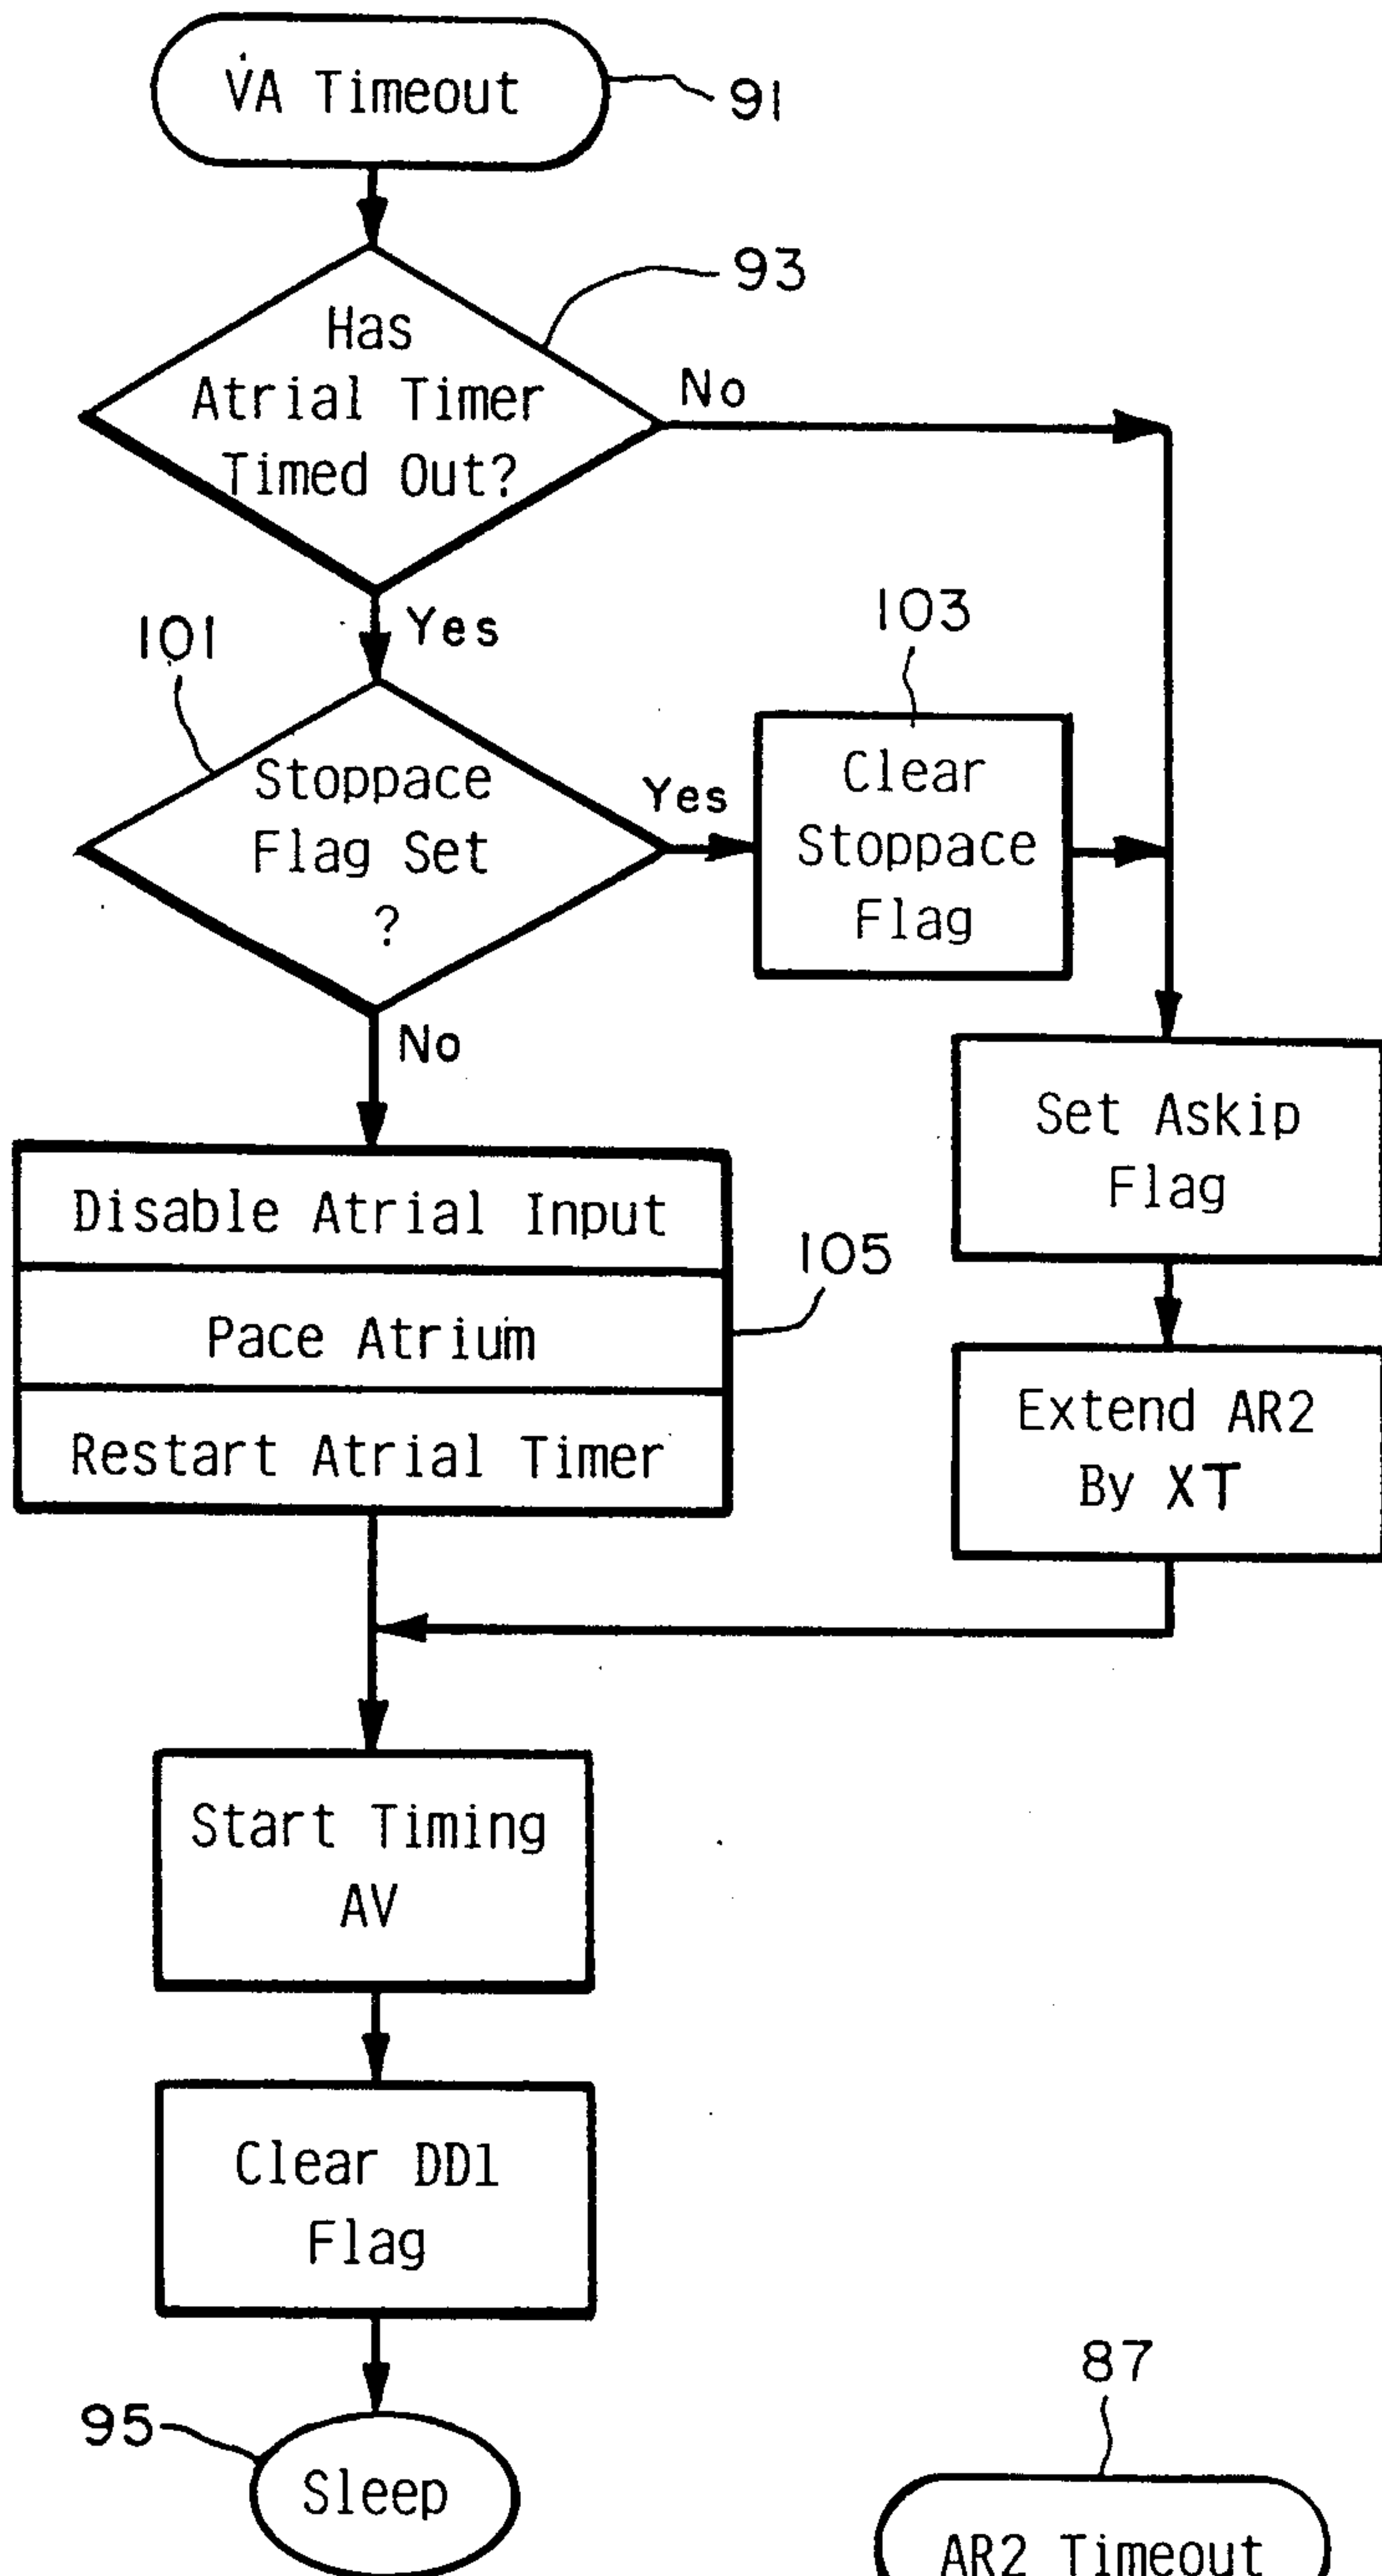 VA Timeout
91
93
Has
Atrial Timer
Timed Out?
No
Yes
101
103
Stoppace
Flag Set
?
Yes
Clear
Stoppace
Flag
No
Set Askip
Flag
Disable Atrial Input
Pace Atrium
Restart Atrial Timer
105
Extend AR2
By XT
Start Timing
AV
Clear DD1
Flag
95
Sleep
87
AR2 Timeout